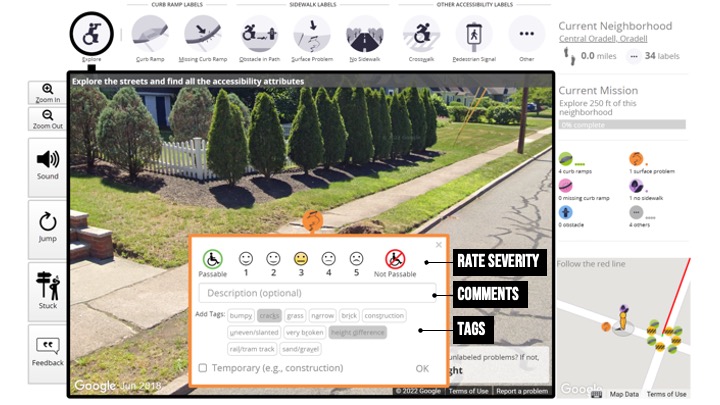 CURB RAMP LABELS
SIDEWALK LABELS
OTHER ACCESSIBILITY LABELS
Explore
Curb Ramp
Missing Curb Ramp
Obstacle in Path
Surface Problem
No Sidewalk
Crosswalk
Pedestrian Signal
Other
Current Neighborhood
Central Oradell, Oradell
0.0 miles
34 labels
Explore the streets and find all the accessibility attributes
Zoom In
Zoom Out
Sound
Jump
Stuck
Feedback
Current Mission
Explore 250 ft of this
neighborhood
0% complete
4 curb ramps
1 surface problem
0 missing curb ramp
1 no sidewalk
0 obstacle
4 others
Follow the red line
Passable
1
2
3
4
5
Not Passable
RATE SEVERITY
Description (optional)
COMMENTS
Add Tags:
bumpy
cracks
grass
narrow
brick
construction
uneven/slanted
very broken
height difference
TAGS
rail/tram track
sand/gravel
Temporary (e.g., construction)
OK
unlabeled problems? If not,
ght
Google
Jun 2018
© 2022 Google
Terms of Use
Report a problem
Map Data
Terms of Use